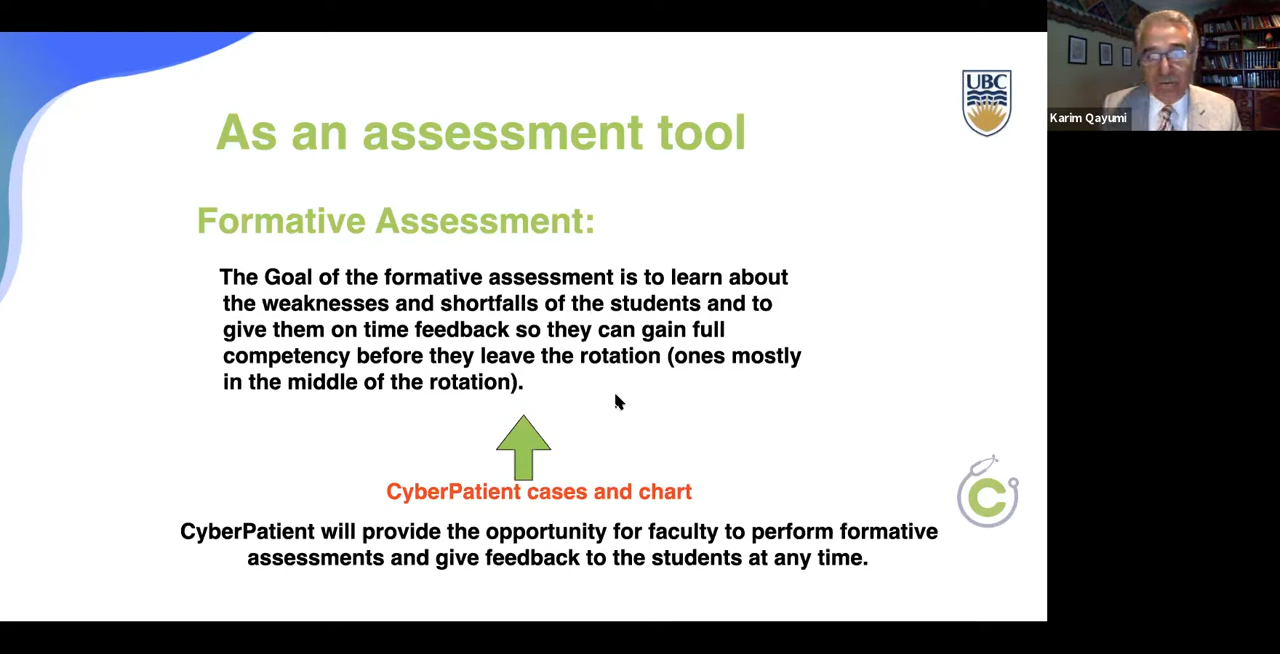 UBC
Karim Qayumi
As an assessment tool
Formative Assessment:
The Goal of the formative assessment is to learn about
the weaknesses and shortfalls of the students and to
give them on time feedback so they can gain full
competency before they leave the rotation (ones mostly
in the middle of the rotation).
CyberPatient cases and chart
C
CyberPatient will provide the opportunity for faculty to perform formative
assessments and give feedback to the students at any time.